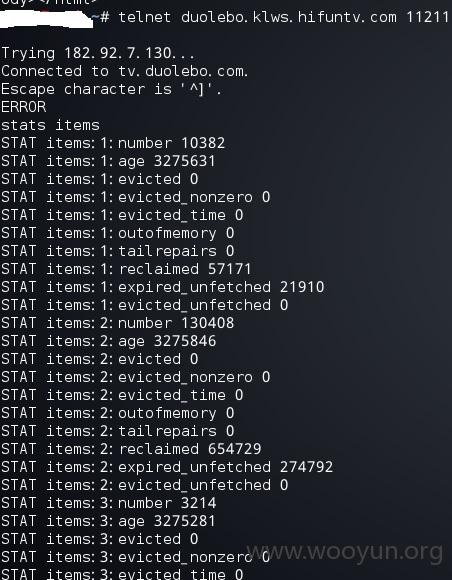 ody></html>
~# telnet duolebo.klws.hifuntv.com 11211
Trying 182.92.7.130...
Connected to tv.duolebo.com.
Escape character is '^]'.
ERROR
stats items
STAT items:1:number 10382
STAT items:1:age 3275631
STAT items:1:evicted 0
STAT items:1:evicted_nonzero 0
STAT items:1:evicted_time 0
STAT items:1:outofmemory 0
STAT items:1:tailrepairs 0
STAT items:1:reclaimed 57171
STAT items:1:expired_unfetched 21910
STAT items:1:evicted_unfetched 0
STAT items:2:number 130408
STAT items:2:age 3275846
STAT items:2:evicted 0
STAT items:2:evicted_nonzero 0
STAT items:2:evicted_time 0
STAT items:2:outofmemory 0
STAT items:2:tailrepairs 0
STAT items:2:reclaimed 654729
STAT items:2:expired_unfetched 274792
STAT items:2:evicted_unfetched 0
STAT items:3:number 3214
STAT items:3:age 3275281
STAT items:3:evicted 0
STAT items:3:evicted_nonzero 0
STAT items:3:evicted_time 0
www.wooyun.org